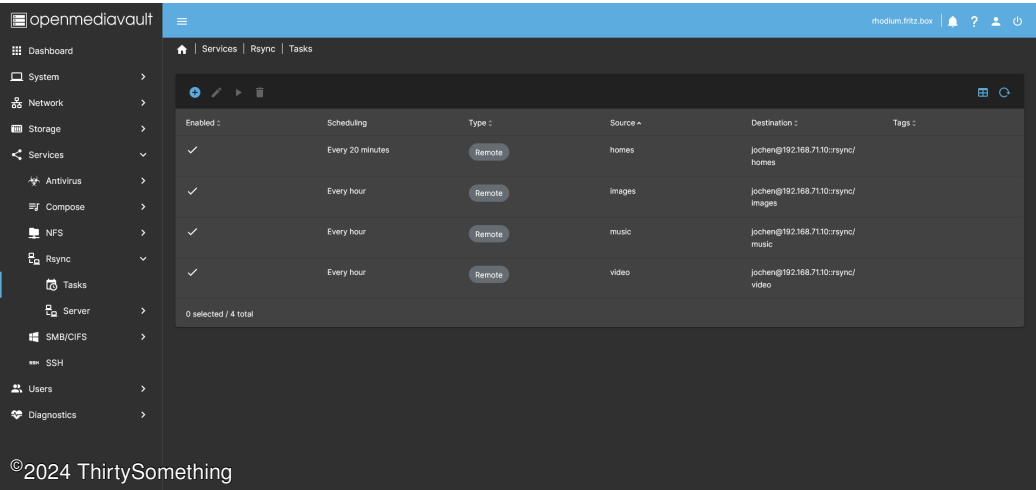 openmediavault
rhodium.fritz.box
Dashboard
System
Network
Storage
Services
Antivirus
Compose
NFS
Rsync
Tasks
Server
SMB/CIFS
SSH
Users
Diagnostics
Services | Rsync | Tasks
Enabled Scheduling Type Source Destination Tags
Every 20 minutes Remote homes jochen@192.168.71.10::rsync/
homes
Every hour Remote images jochen@192.168.71.10::rsync/
images
Every hour Remote music jochen@192.168.71.10::rsync/
music
Every hour Remote video jochen@192.168.71.10::rsync/
video
0 selected / 4 total
©2024 ThirtySomething